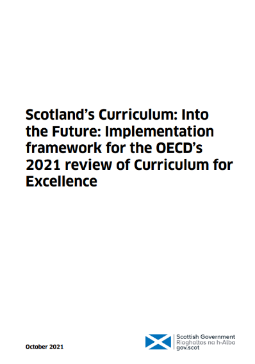 Scotland's Curriculum: Into
the Future: Implementation
framework for the OECD's
2021 review of Curriculum for
Excellence
Scottish Government
Riaghaltas na h-Alba
gov.scot
October 2021